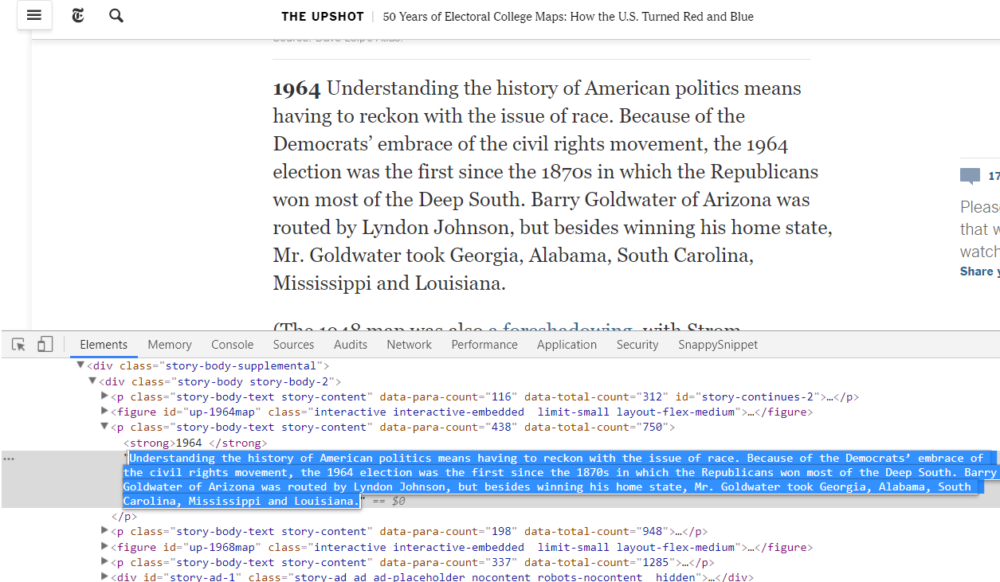 THE UPSHOT | 50 Years of Electoral College Maps: How the U.S. Turned Red and Blue
Source: Dave Leip's Atlas.
1964 Understanding the history of American politics means
having to reckon with the issue of race. Because of the
Democrats’ embrace of the civil rights movement, the 1964
election was the first since the 1870s in which the Republicans
won most of the Deep South. Barry Goldwater of Arizona was
routed by Lyndon Johnson, but besides winning his home state,
Mr. Goldwater took Georgia, Alabama, South Carolina,
Mississippi and Louisiana.
(The 1948 map was also a foreshadowing, with Strom
17
Pleas
that w
watch
Share y
Elements Memory Console Sources Audits Network Performance Application Security SnappySnippet
▼<div class="story-body-supplemental">
▼<div class="story-body story-body-2">
▶<p class="story-body-text story-content" data-para-count="116" data-total-count="312" id="story-continues-2">…</p>
▶<figure id="up-1964map" class="interactive interactive-embedded  limit-small layout-flex-medium">…</figure>
▼<p class="story-body-text story-content" data-para-count="438" data-total-count="750">
<strong>1964 </strong>
"Understanding the history of American politics means having to reckon with the issue of race. Because of the Democrats’ embrace of
the civil rights movement, the 1964 election was the first since the 1870s in which the Republicans won most of the Deep South. Barry
Goldwater of Arizona was routed by Lyndon Johnson, but besides winning his home state, Mr. Goldwater took Georgia, Alabama, South
Carolina, Mississippi and Louisiana." == $0
</p>
▶<p class="story-body-text story-content" data-para-count="198" data-total-count="948">…</p>
▶<figure id="up-1968map" class="interactive interactive-embedded  limit-small layout-flex-medium">…</figure>
▶<p class="story-body-text story-content" data-para-count="337" data-total-count="1285">…</p>
▶<div id="story-ad-1" class="story-ad ad ad-placeholder nocontent robots-nocontent  hidden">…</div>